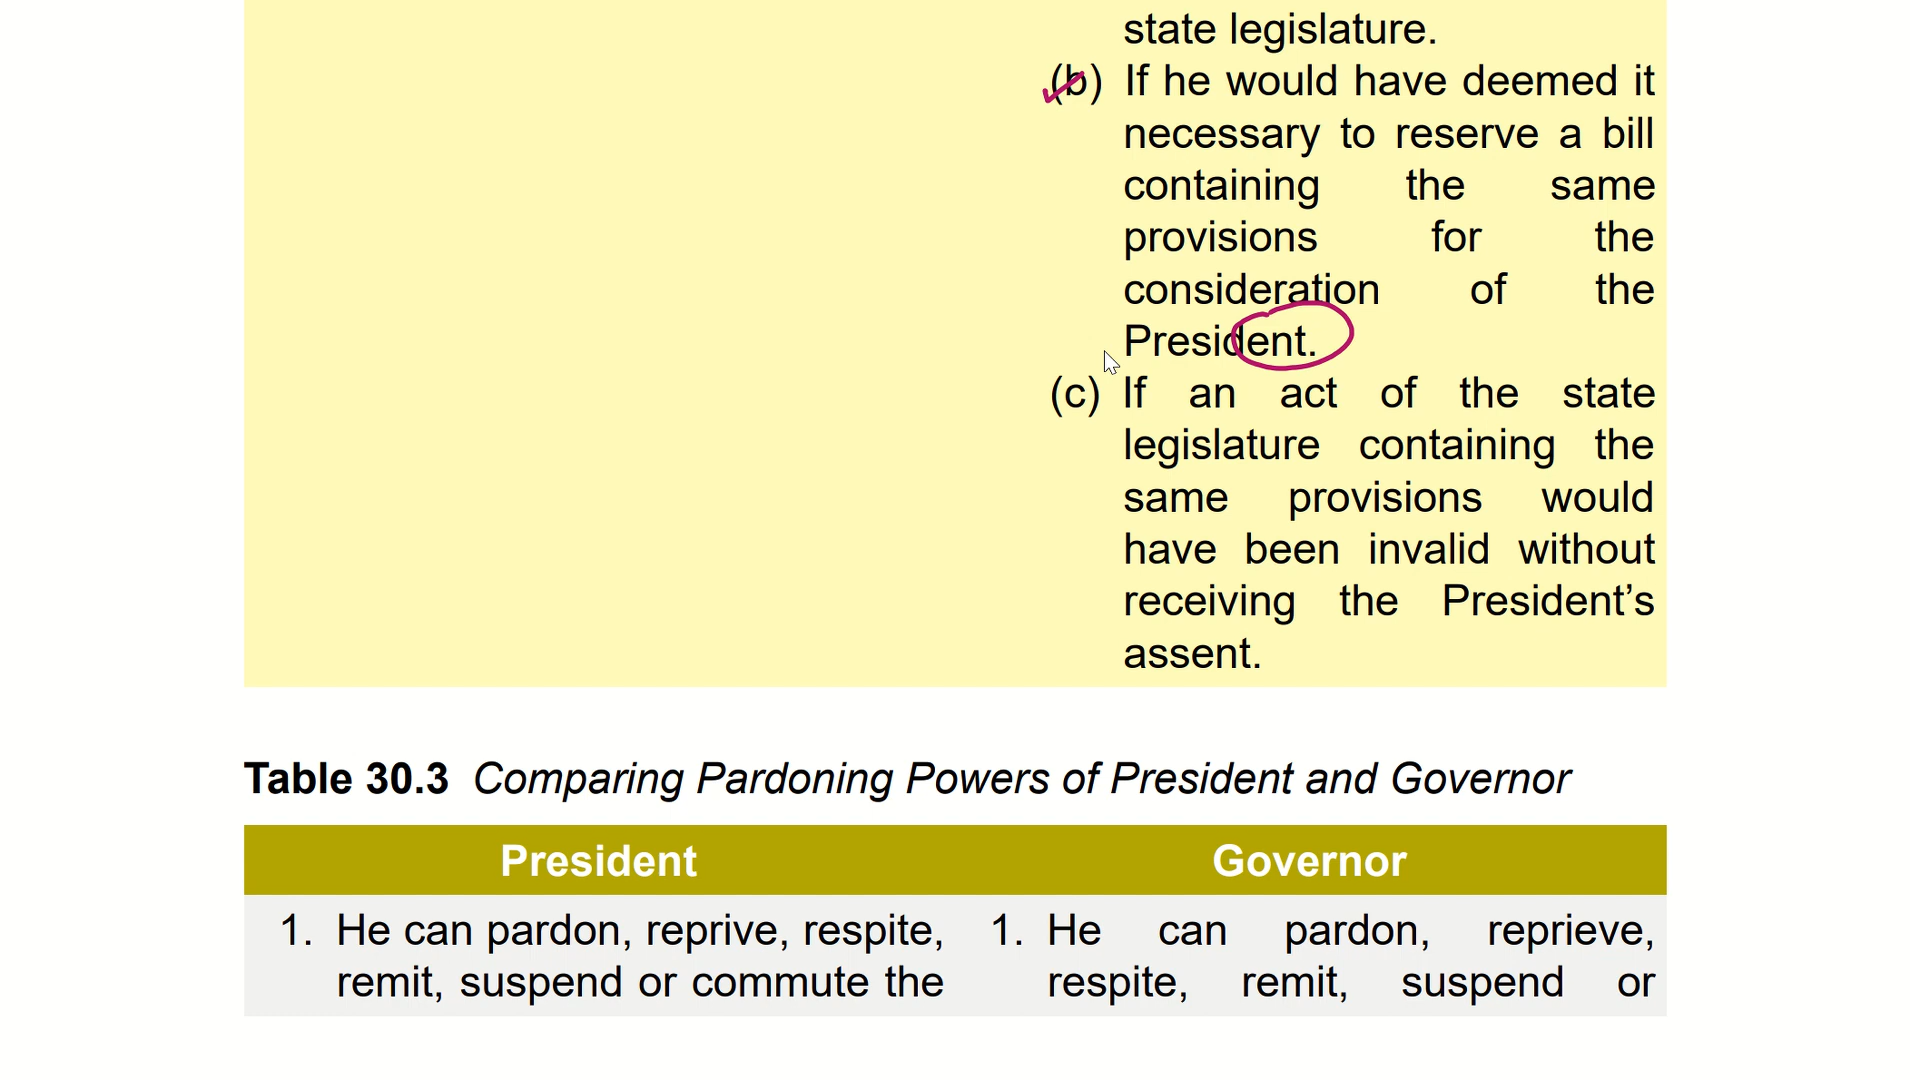 state legislature.
(b) If he would have deemed it
necessary to reserve a bill
containing the same
provisions for the
consideration of the
President.
(c) If an act of the state
legislature containing the
same provisions would
have been invalid without
receiving the President’s
assent.
Table 30.3 Comparing Pardoning Powers of President and Governor
President Governor
1. He can pardon, reprive, respite,
remit, suspend or commute the
1. He can pardon, reprieve,
respite, remit, suspend or